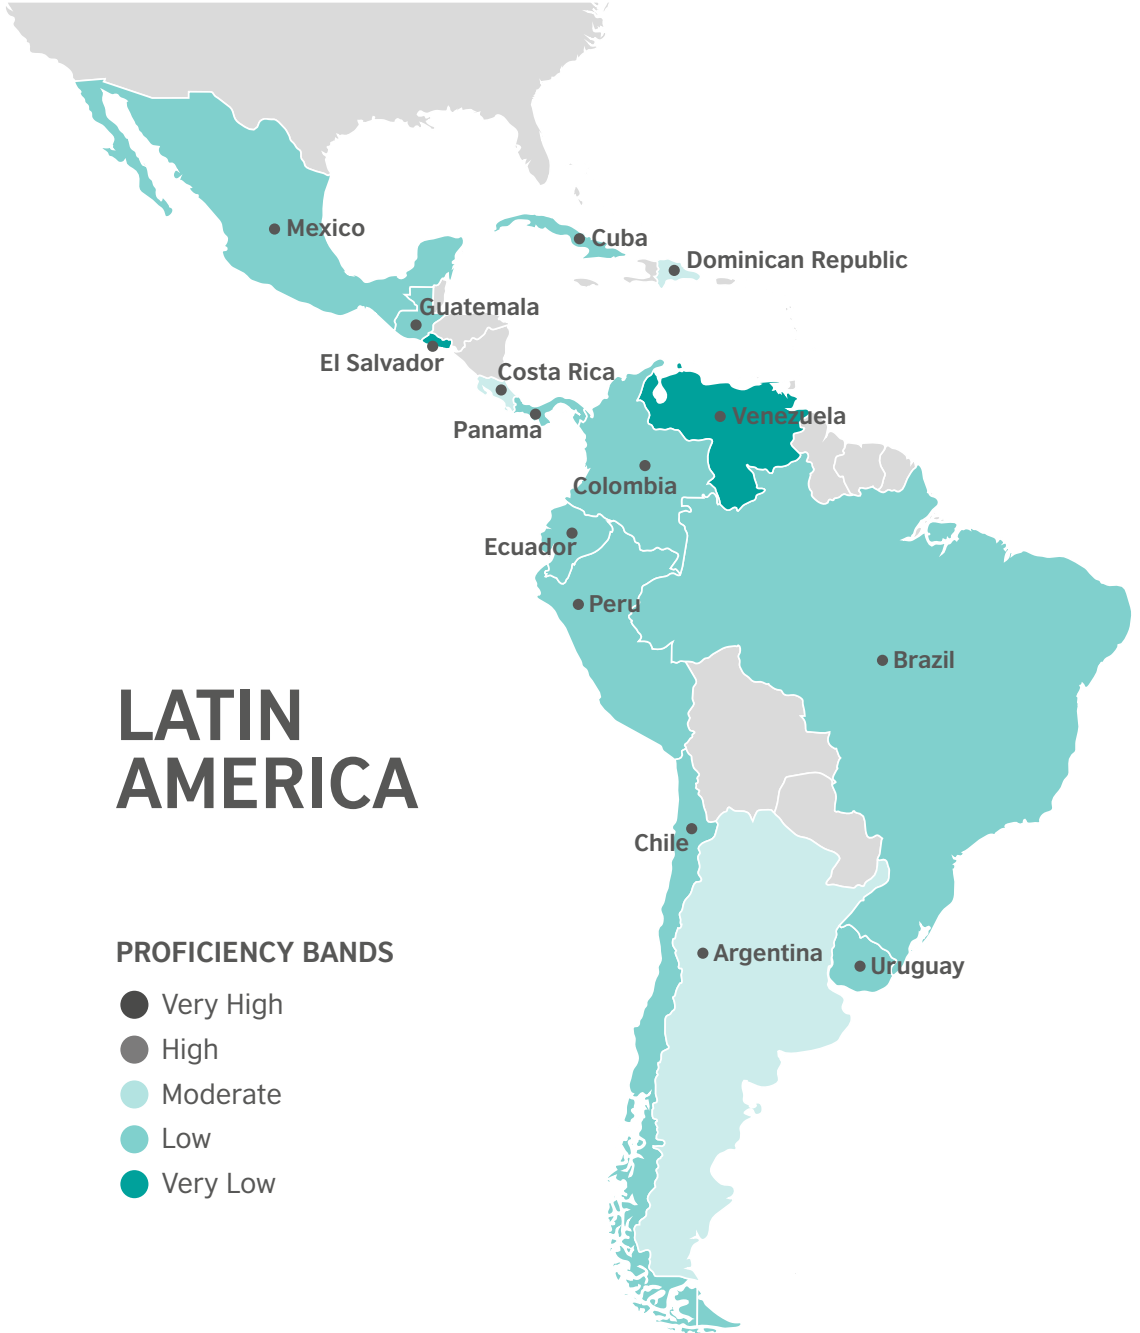 Mexico
Cuba
Dominican Republic
Guatemala
El Salvador
Costa Rica
Panama
Venezuela
Colombia
Ecuador
Peru
Brazil
LATIN
AMERICA
Chile
Argentina
Uruguay
PROFICIENCY BANDS
Very High
High
Moderate
Low
Very Low